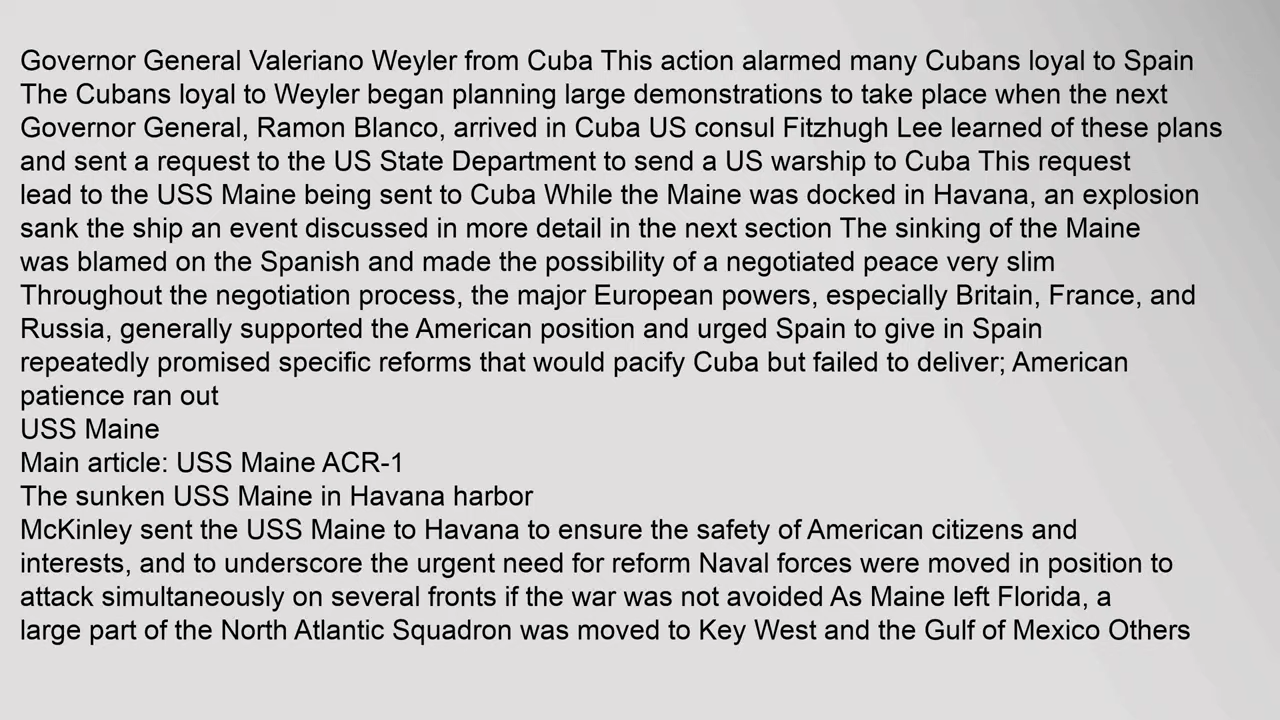 Governor General Valeriano Weyler from Cuba This action alarmed many Cubans loyal to Spain
The Cubans loyal to Weyler began planning large demonstrations to take place when the next
Governor General, Ramon Blanco, arrived in Cuba US consul Fitzhugh Lee learned of these plans
and sent a request to the US State Department to send a US warship to Cuba This request
lead to the USS Maine being sent to Cuba While the Maine was docked in Havana, an explosion
sank the ship an event discussed in more detail in the next section The sinking of the Maine
was blamed on the Spanish and made the possibility of a negotiated peace very slim
Throughout the negotiation process, the major European powers, especially Britain, France, and
Russia, generally supported the American position and urged Spain to give in Spain
repeatedly promised specific reforms that would pacify Cuba but failed to deliver; American
patience ran out
USS Maine
Main article: USS Maine ACR-1
The sunken USS Maine in Havana harbor
McKinley sent the USS Maine to Havana to ensure the safety of American citizens and
interests, and to underscore the urgent need for reform Naval forces were moved in position to
attack simultaneously on several fronts if the war was not avoided As Maine left Florida, a
large part of the North Atlantic Squadron was moved to Key West and the Gulf of Mexico Others